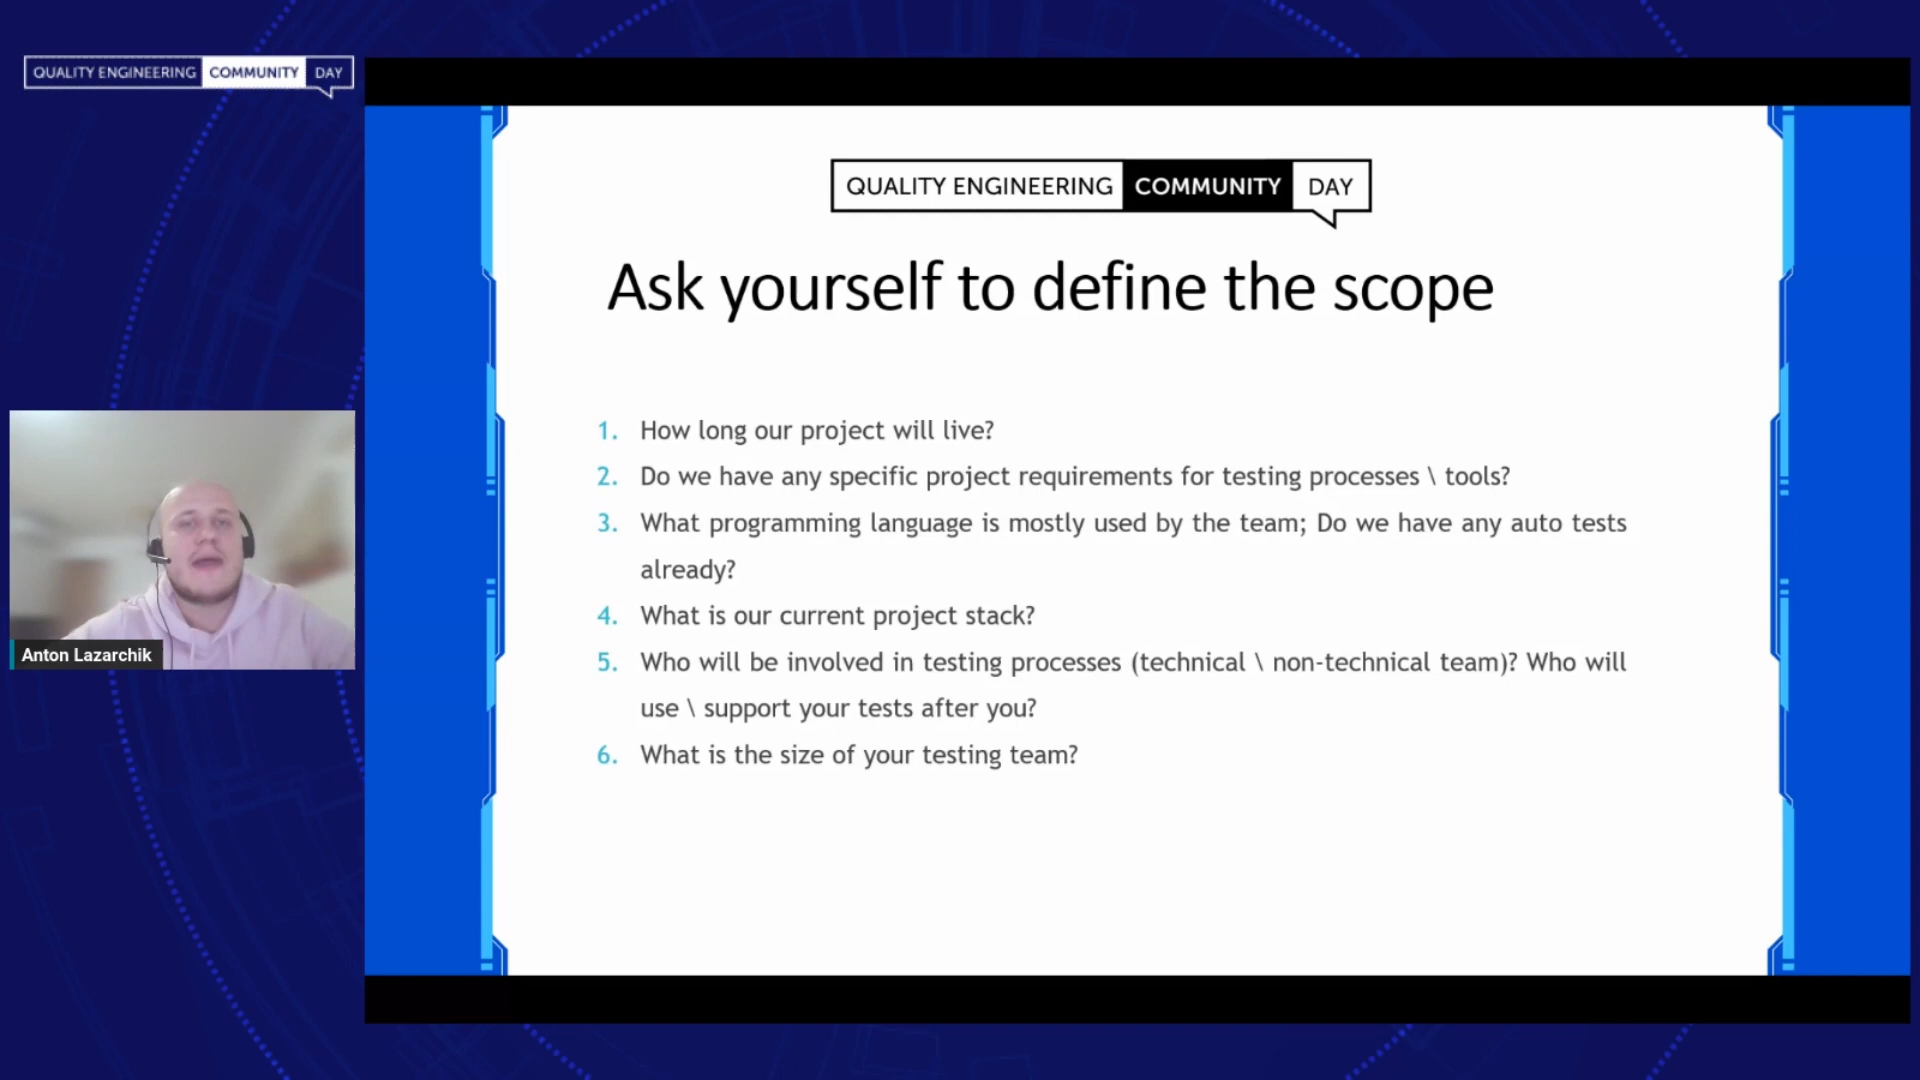 QUALITY ENGINEERING COMMUNITY DAY
QUALITY ENGINEERING COMMUNITY DAY
Ask yourself to define the scope
1. How long our project will live?
2. Do we have any specific project requirements for testing processes \ tools?
3. What programming language is mostly used by the team; Do we have any auto tests
already?
4. What is our current project stack?
5. Who will be involved in testing processes (technical \ non-technical team)? Who will
use \ support your tests after you?
6. What is the size of your testing team?
Anton Lazarchik